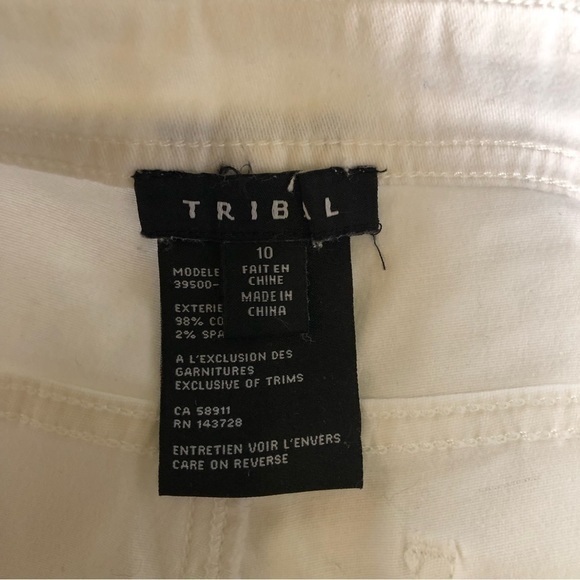 TRIBAL
10
FAIT EN
CHINE
MADE IN
CHINA
MODELE
39500-
EXTERIE
98% CO
2% SPA
A L'EXCLUSION DES
GARNITURES
EXCLUSIVE OF TRIMS
CA 58911
RN 143728
ENTRETIEN VOIR L'ENVERS
CARE ON REVERSE